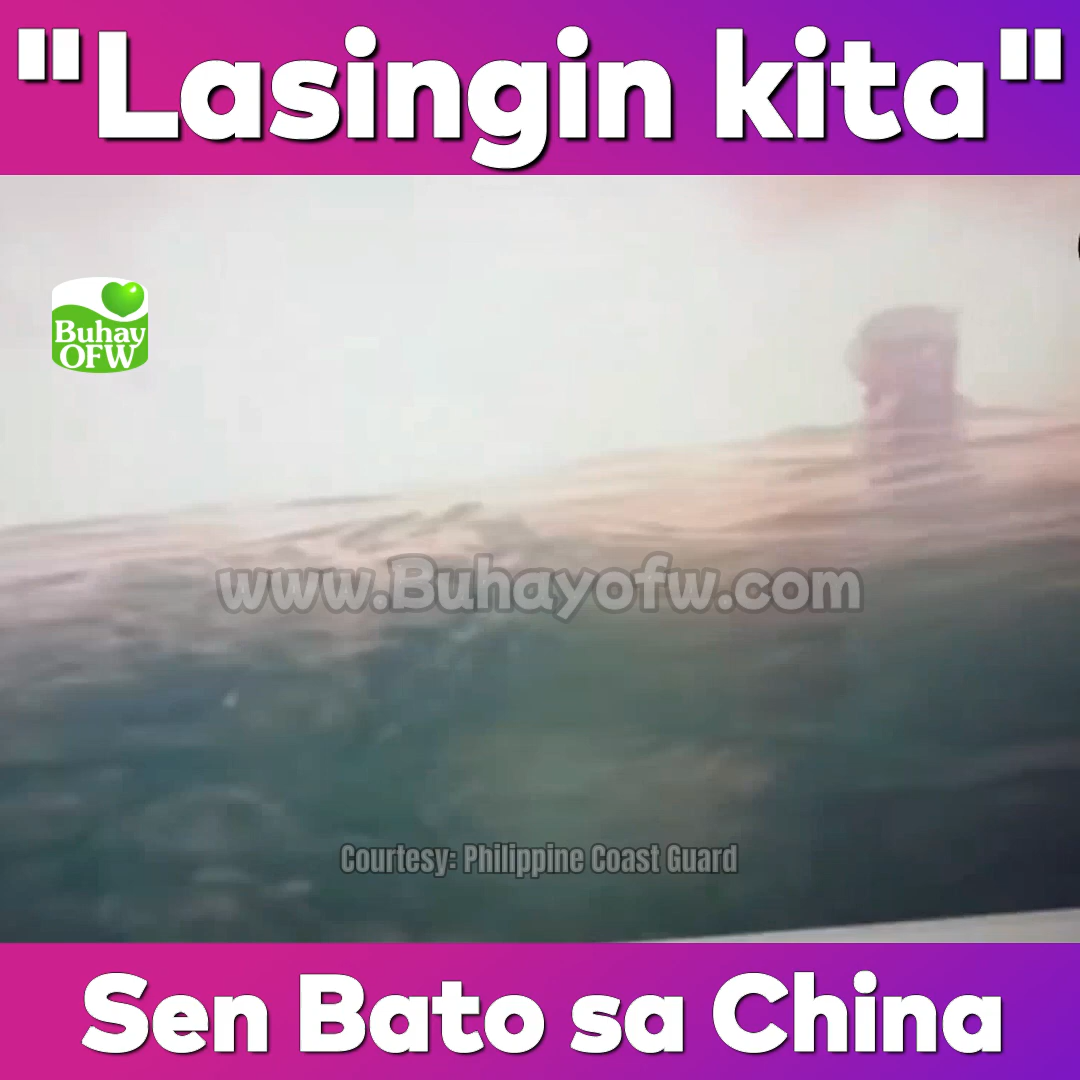 "Lasingin kita"
Buhay
OFW
www.Buhayofw.com
Courtesy: Philippine Coast Guard
Sen Bato sa China